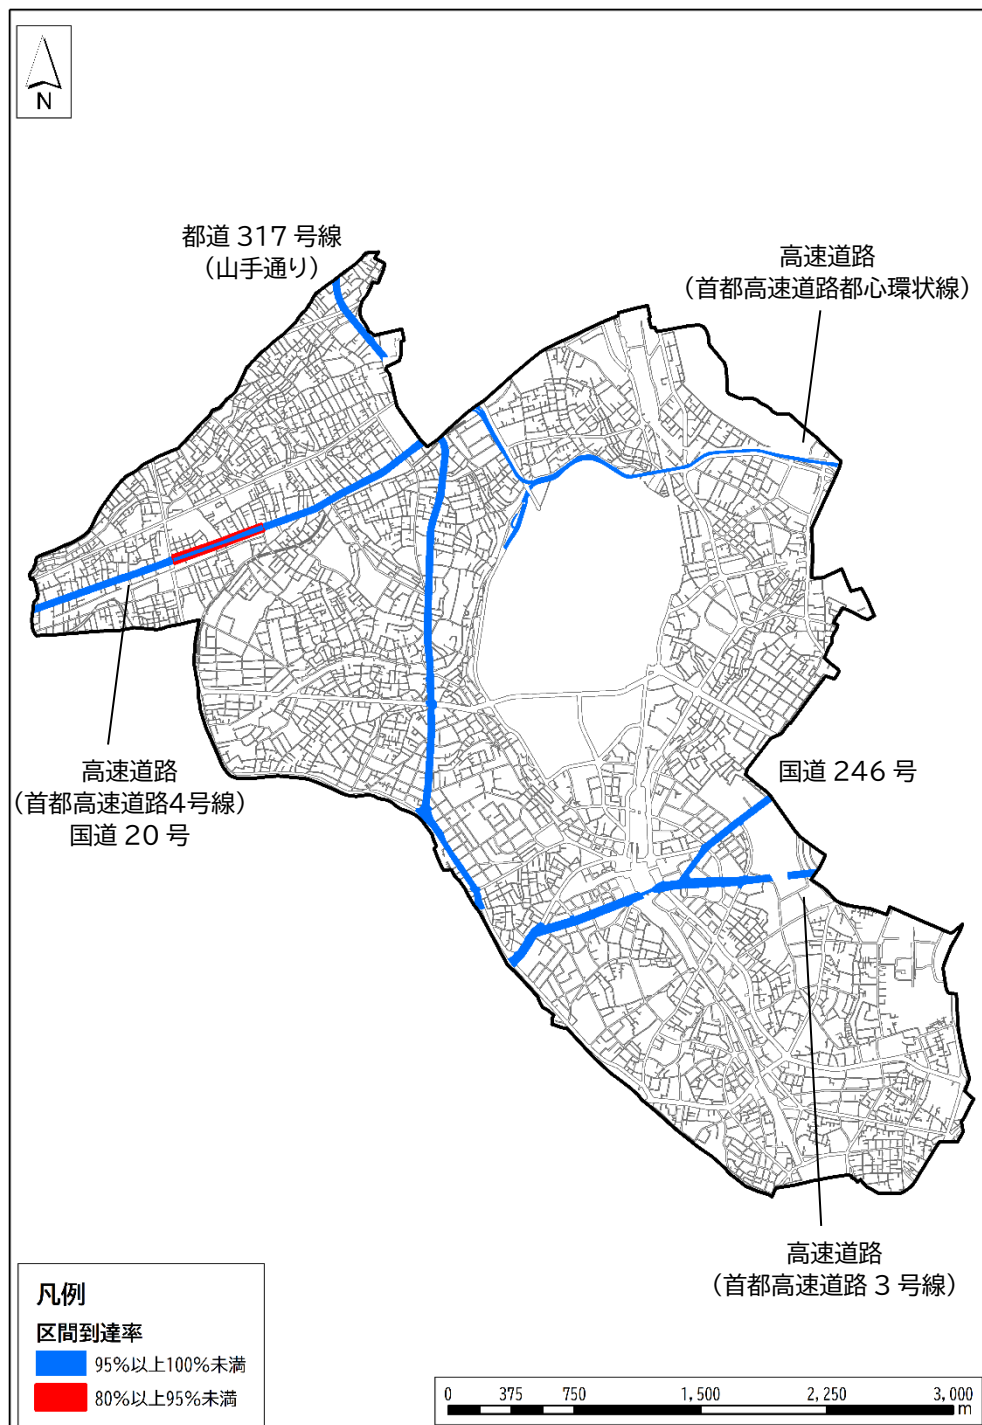 N
都道 317 号線
（山手通り）
高速道路
（首都高速道路都心環状線）
高速道路
（首都高速道路4号線）
国道 20 号
国道 246 号
高速道路
（首都高速道路 3 号線）
凡例
区間到達率
95%以上100%未満
80%以上95%未満
0 375 750 1,500 2,250 3,000
m